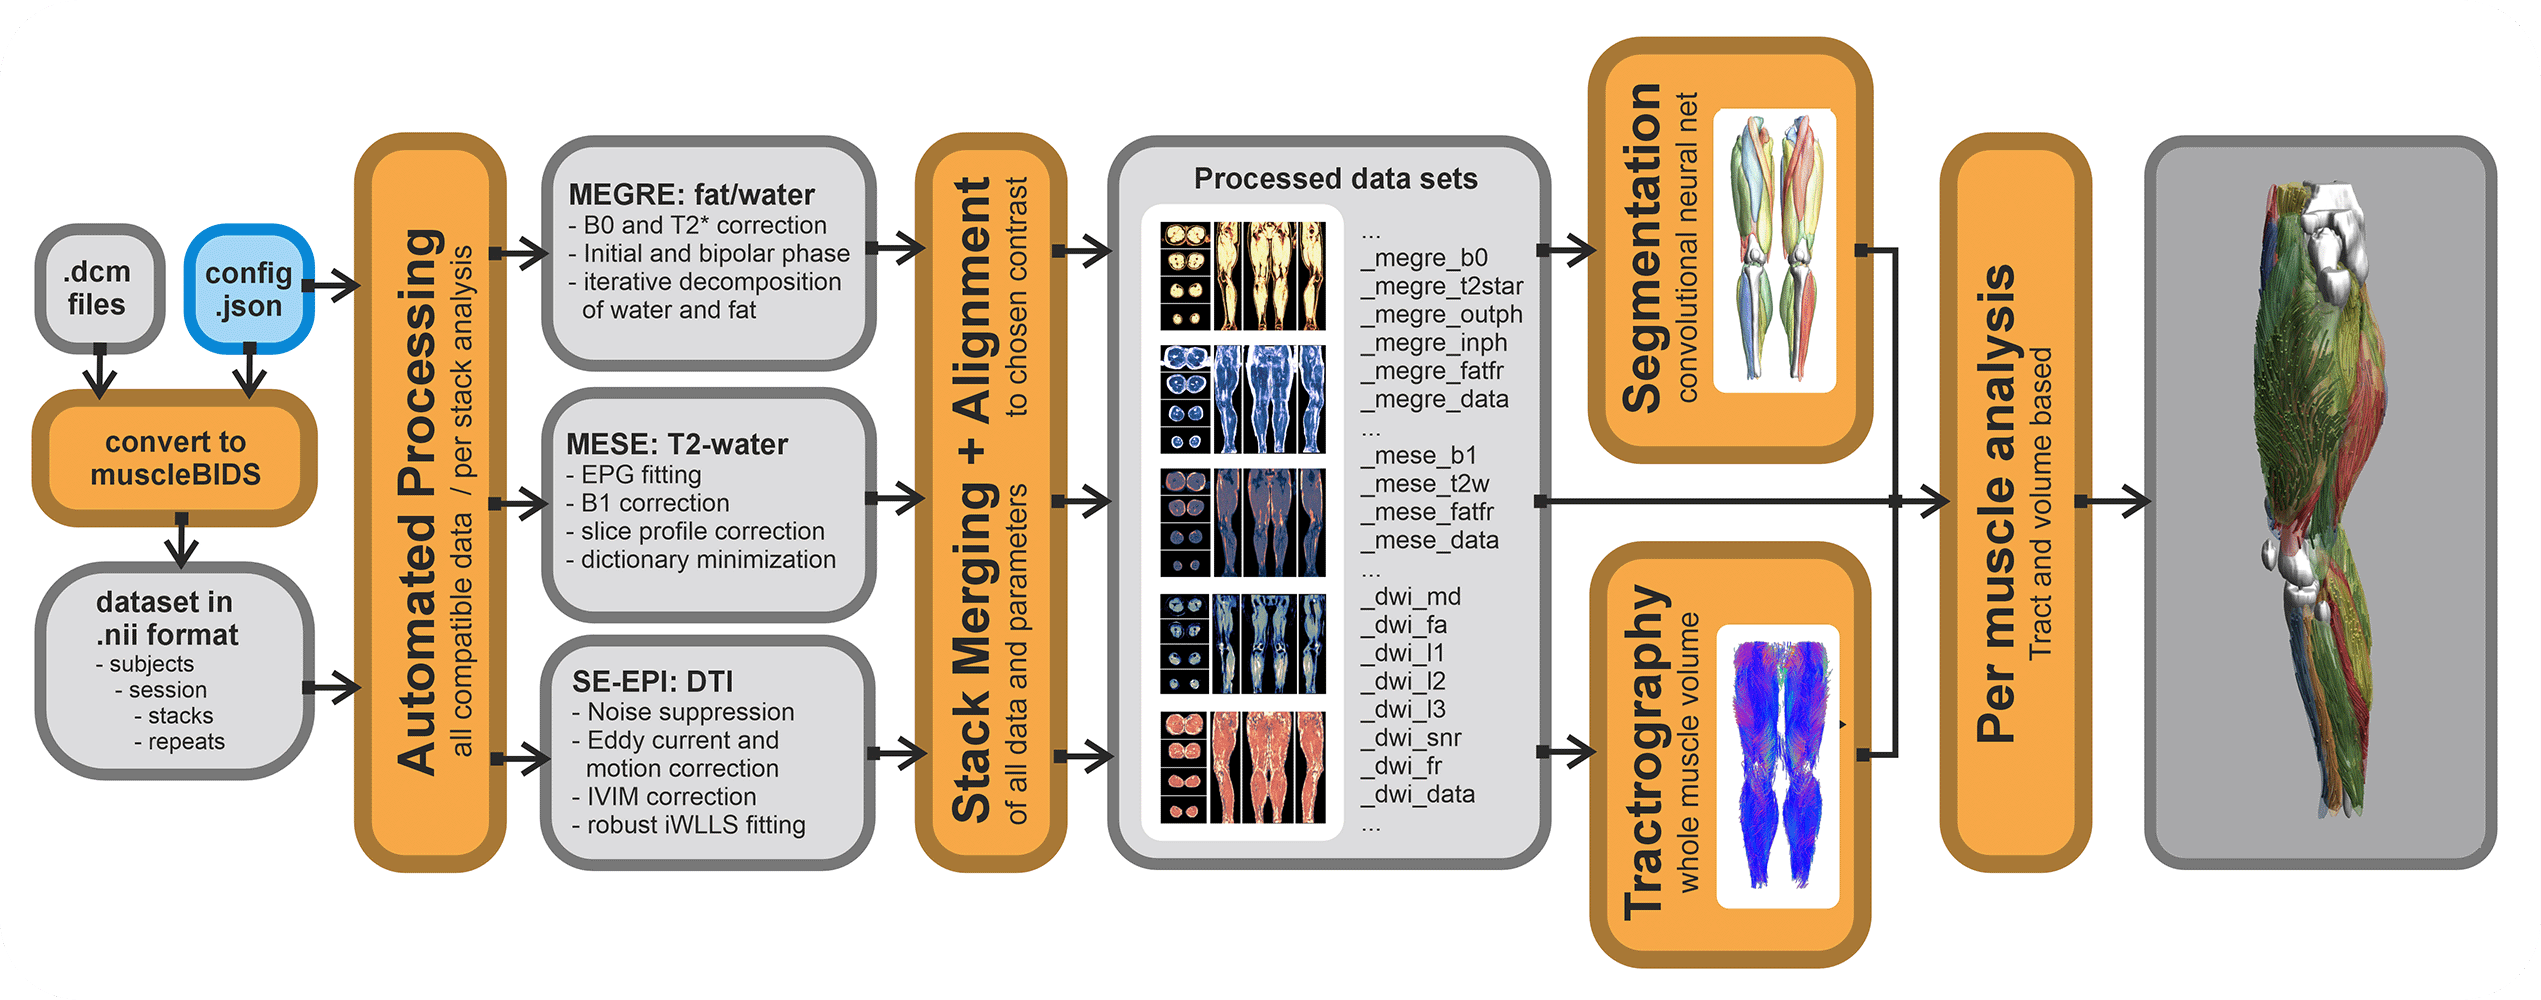 .dcm
files
config
.json
convert to
muscleBIDS
dataset in
.nii format
- subjects
- session
- stacks
- repeats
Automated Processing
all compatible data / per stack analysis
MEGRE: fat/water
- B0 and T2* correction
- Initial and bipolar phase
- iterative decomposition
of water and fat
MESE: T2-water
- EPG fitting
- B1 correction
- slice profile correction
- dictionary minimization
SE-EPI: DTI
- Noise suppression
- Eddy current and
motion correction
- IVIM correction
- robust iWLLS fitting
Stack Merging + Alignment
of all data and parameters to chosen contrast
Processed data sets
...
_megre_b0
_megre_t2star
_megre_outph
_megre_inph
_megre_fatfr
_megre_data
...
_mese_b1
_mese_t2w
_mese_fatfr
_mese_data
...
_dwi_md
_dwi_fa
_dwi_l1
_dwi_l2
_dwi_l3
_dwi_snr
_dwi_fr
_dwi_data
...
Segmentation
convolutional neural net
Tractrography
whole muscle volume
Per muscle analysis
Tract and volume based